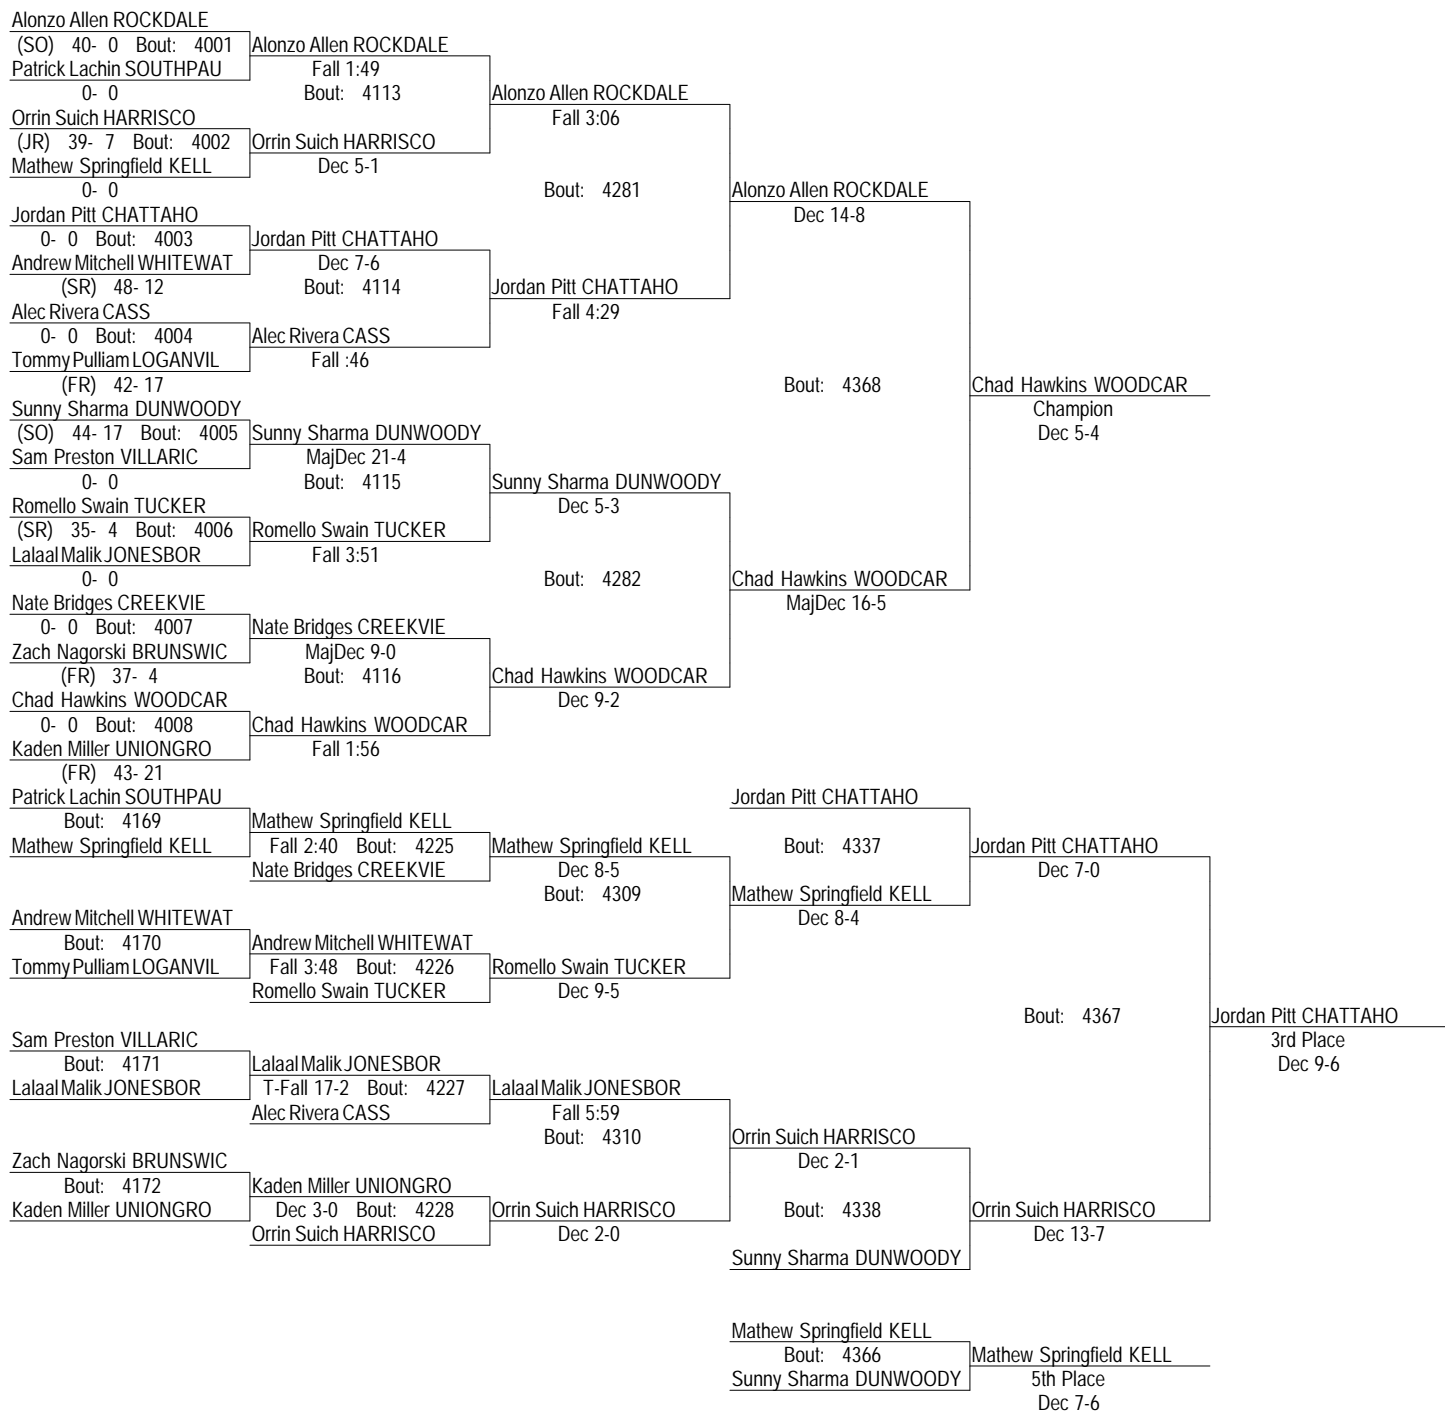 Alonzo Allen ROCKDALE
(SO) 40- 0 Bout: 4001 Alonzo Allen ROCKDALE
Patrick Lachin SOUTHPAU Fall 1:49
0- 0 Bout: 4113 Alonzo Allen ROCKDALE
Orrin Suich HARRISCO Fall 3:06
(JR) 39- 7 Bout: 4002 Orrin Suich HARRISCO
Mathew Springfield KELL Dec 5-1
0- 0 Bout: 4281 Alonzo Allen ROCKDALE
Jordan Pitt CHATTAHO Dec 14-8
0- 0 Bout: 4003 Jordan Pitt CHATTAHO
Andrew Mitchell WHITEWAT Dec 7-6
(SR) 48- 12 Bout: 4114 Jordan Pitt CHATTAHO
Alec Rivera CASS Fall 4:29
0- 0 Bout: 4004 Alec Rivera CASS
Tommy Pulliam LOGANVIL Fall :46
(FR) 42- 17 Bout: 4368 Chad Hawkins WOODCAR
Sunny Sharma DUNWOODY Champion
(SO) 44- 17 Bout: 4005 Sunny Sharma DUNWOODY Dec 5-4
Sam Preston VILLARIC MajDec 21-4
0- 0 Bout: 4115 Sunny Sharma DUNWOODY
Romello Swain TUCKER Dec 5-3
(SR) 35- 4 Bout: 4006 Romello Swain TUCKER
Lalaal Malik JONESBOR Fall 3:51
0- 0 Bout: 4282 Chad Hawkins WOODCAR
Nate Bridges CREEKVIE MajDec 16-5
0- 0 Bout: 4007 Nate Bridges CREEKVIE
Zach Nagorski BRUNSWIC MajDec 9-0
(FR) 37- 4 Bout: 4116 Chad Hawkins WOODCAR
Chad Hawkins WOODCAR Dec 9-2
0- 0 Bout: 4008 Chad Hawkins WOODCAR
Kaden Miller UNIONGRO Fall 1:56
(FR) 43- 21
Patrick Lachin SOUTHPAU Jordan Pitt CHATTAHO
Bout: 4169 Mathew Springfield KELL
Mathew Springfield KELL Fall 2:40 Bout: 4225 Mathew Springfield KELL Bout: 4337 Jordan Pitt CHATTAHO
Nate Bridges CREEKVIE Dec 8-5 Dec 7-0
Bout: 4309 Mathew Springfield KELL
Andrew Mitchell WHITEWAT Dec 8-4
Bout: 4170 Andrew Mitchell WHITEWAT
Tommy Pulliam LOGANVIL Fall 3:48 Bout: 4226 Romello Swain TUCKER
Romello Swain TUCKER Dec 9-5
Bout: 4367 Jordan Pitt CHATTAHO
Sam Preston VILLARIC 3rd Place
Bout: 4171 Lalaal Malik JONESBOR Dec 9-6
Lalaal Malik JONESBOR T-Fall 17-2 Bout: 4227 Lalaal Malik JONESBOR
Alec Rivera CASS Fall 5:59
Bout: 4310 Orrin Suich HARRISCO
Zach Nagorski BRUNSWIC Dec 2-1
Bout: 4172 Kaden Miller UNIONGRO
Kaden Miller UNIONGRO Dec 3-0 Bout: 4228 Orrin Suich HARRISCO Bout: 4338 Orrin Suich HARRISCO
Orrin Suich HARRISCO Dec 2-0 Dec 13-7
Sunny Sharma DUNWOODY
Mathew Springfield KELL
Bout: 4366 Mathew Springfield KELL
Sunny Sharma DUNWOODY 5th Place
Dec 7-6